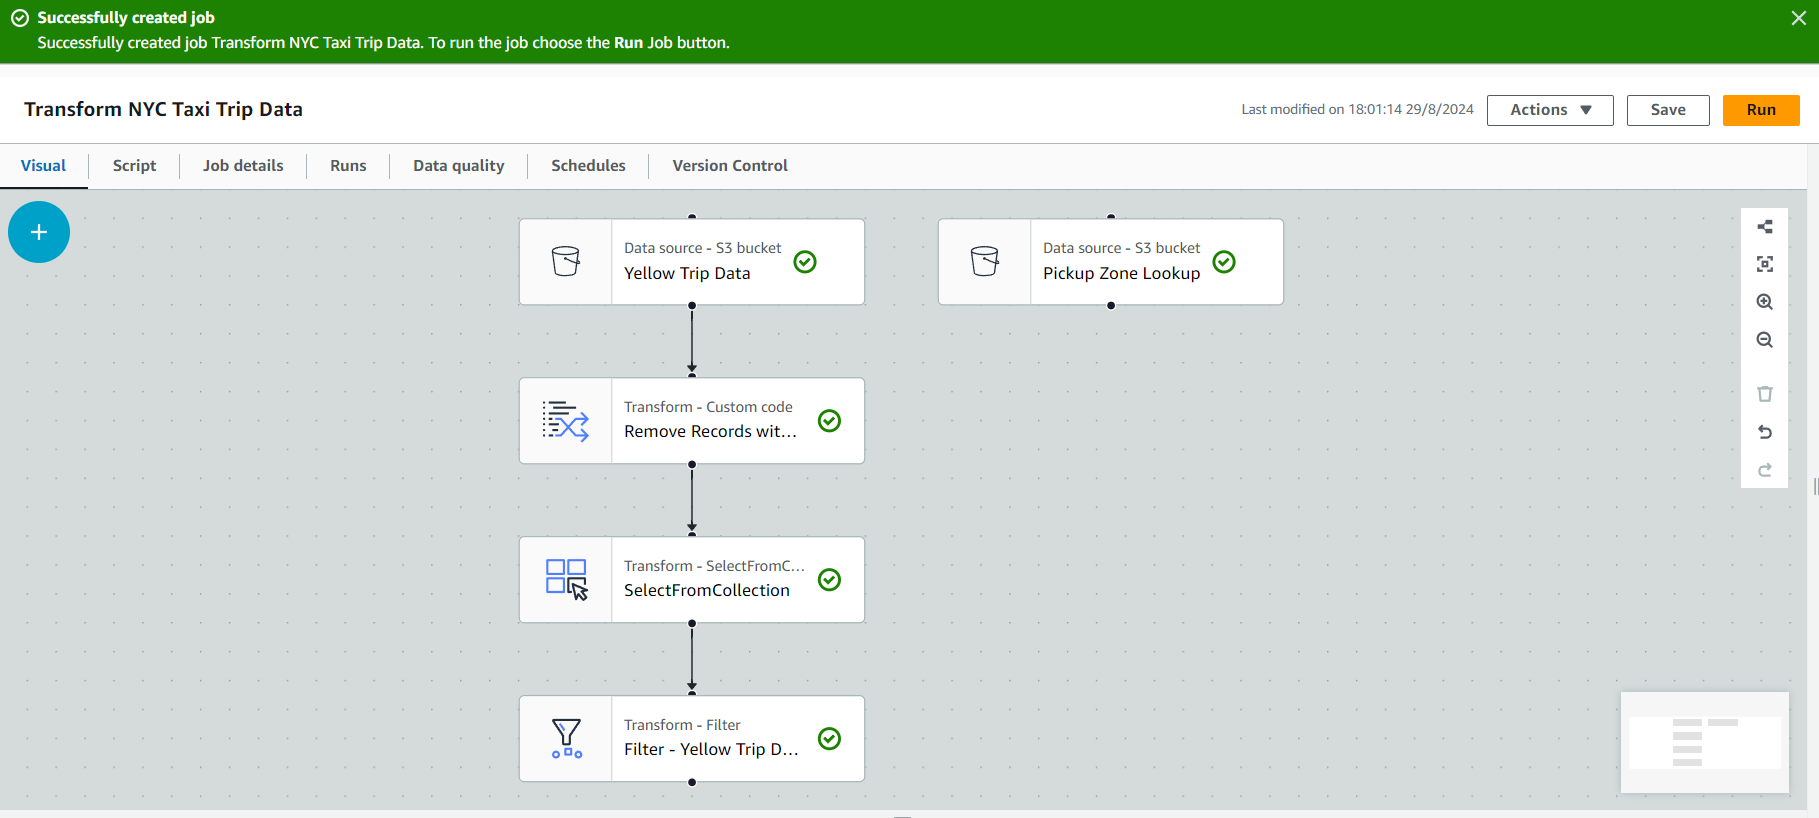 Successfully created job
Successfully created job Transform NYC Taxi Trip Data. To run the job choose the Run Job button.
Transform NYC Taxi Trip Data
Last modified on 18:01:14 29/8/2024
Actions
Save
Run
Visual
Script
Job details
Runs
Data quality
Schedules
Version Control
Data source - S3 bucket
Yellow Trip Data
Data source - S3 bucket
Pickup Zone Lookup
Transform - Custom code
Remove Records wit...
Transform - SelectFromC...
SelectFromCollection
Transform - Filter
Filter - Yellow Trip D...